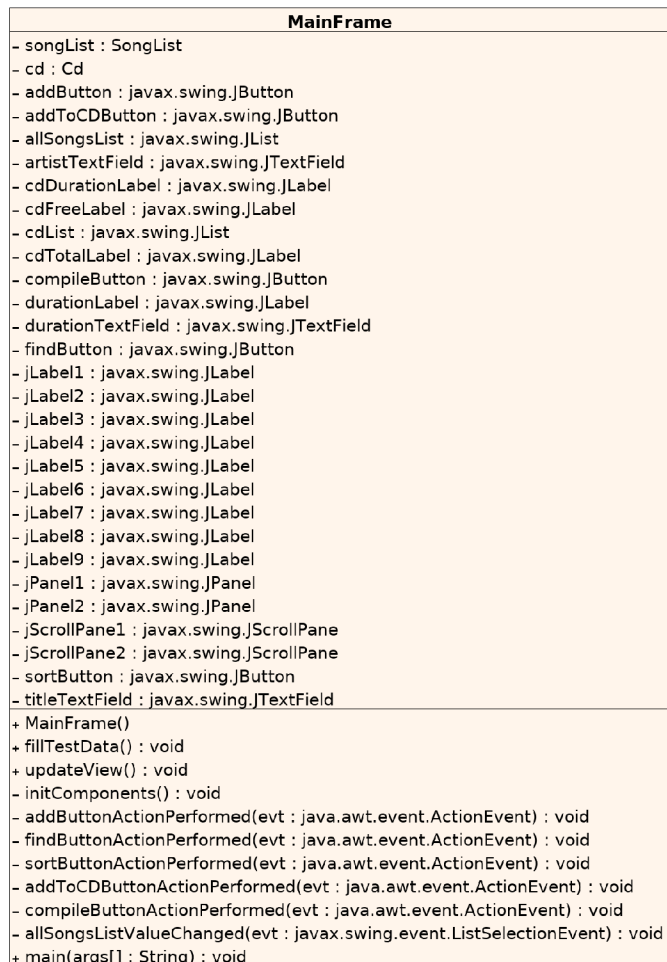 MainFrame
- songList : SongList
- cd : Cd
- addButton : javax.swing.JButton
- addToCDButton : javax.swing.JButton
- allSongsList : javax.swing.JList
- artistTextField : javax.swing.JTextField
- cdDurationLabel : javax.swing.JLabel
- cdFreeLabel : javax.swing.JLabel
- cdList : javax.swing.JList
- cdTotalLabel : javax.swing.JLabel
- compileButton : javax.swing.JButton
- durationLabel : javax.swing.JLabel
- durationTextField : javax.swing.JTextField
- findButton : javax.swing.JButton
- jLabel1 : javax.swing.JLabel
- jLabel2 : javax.swing.JLabel
- jLabel3 : javax.swing.JLabel
- jLabel4 : javax.swing.JLabel
- jLabel5 : javax.swing.JLabel
- jLabel6 : javax.swing.JLabel
- jLabel7 : javax.swing.JLabel
- jLabel8 : javax.swing.JLabel
- jLabel9 : javax.swing.JLabel
- jPanel1 : javax.swing.JPanel
- jPanel2 : javax.swing.JPanel
- jScrollPane1 : javax.swing.JScrollPane
- jScrollPane2 : javax.swing.JScrollPane
- sortButton : javax.swing.JButton
- titleTextField : javax.swing.JTextField
+ MainFrame()
+ fillTestData() : void
+ updateView() : void
- initComponents() : void
- addButtonActionPerformed(evt : java.awt.event.ActionEvent) : void
- findButtonActionPerformed(evt : java.awt.event.ActionEvent) : void
- sortButtonActionPerformed(evt : java.awt.event.ActionEvent) : void
- addToCDButtonActionPerformed(evt : java.awt.event.ActionEvent) : void
- compileButtonActionPerformed(evt : java.awt.event.ActionEvent) : void
- allSongsListValueChanged(evt : javax.swing.event.ListSelectionEvent) : void
+ main(args[] : String) : void